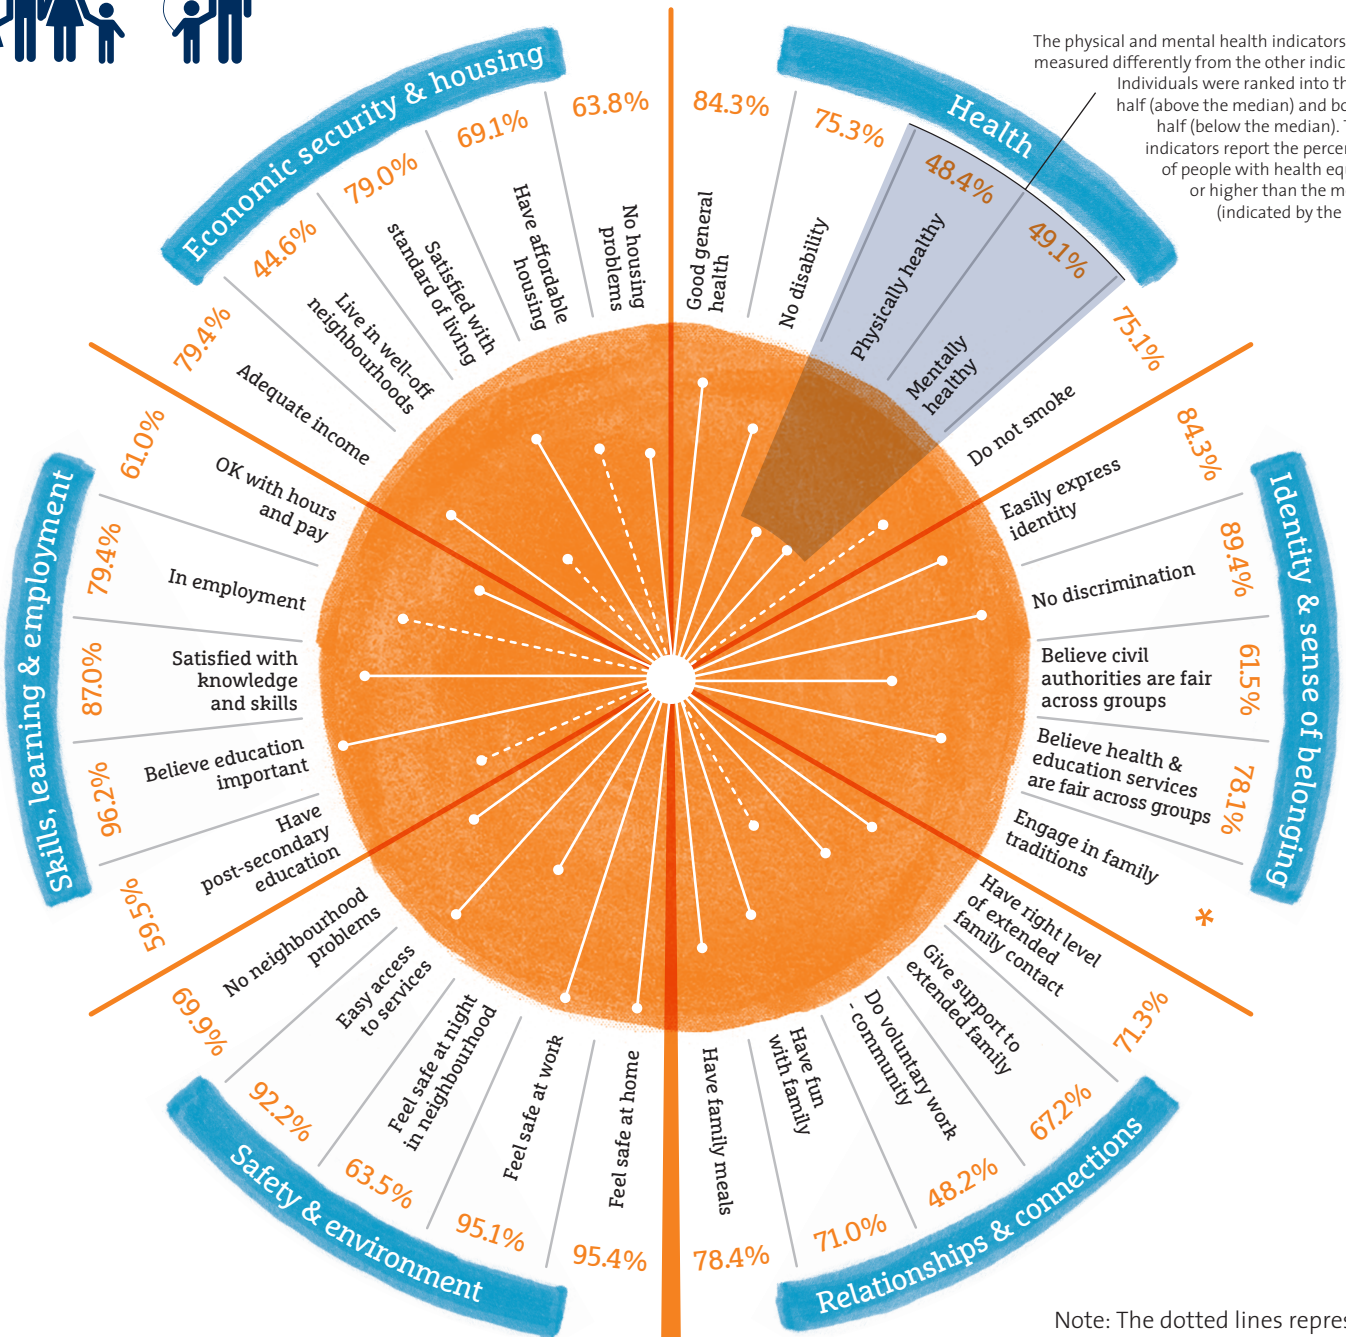 The physical and mental health indicators
measured differently from the other indic
Individuals were ranked into th
half (above the median) and bo
half (below the median). T
indicators report the percen
of people with health equ
or higher than the m
(indicated by the
Health
84.3%
Good general
health
75.3%
No disability
48.4%
Physically healthy
49.1%
Mentally
healthy
75.1%
Do not smoke
Identity & sense of belonging
84.3%
Easily express
identity
89.4%
No discrimination
61.5%
Believe civil
authorities are fair
across groups
78.1%
Believe health &
education services
are fair across groups
*
Engage in family
traditions
Relationships & connections
71.3%
Have right level
of extended
family contact
67.2%
Give support to
extended family
48.2%
Do voluntary work
- community
71.0%
Have fun
with family
78.4%
Have family meals
Safety & environment
95.4%
Feel safe at home
95.1%
Feel safe at work
63.5%
Feel safe at night
in neighbourhood
92.2%
Easy access
to services
69.6%
No neighbourhood
problems
Skills, learning & employment
59.5%
Have
post-secondary
education
96.2%
Believe education
important
87.0%
Satisfied with
knowledge
and skills
79.4%
In employment
61.0%
OK with hours
and pay
Economic security & housing
79.4%
Adequate income
44.6%
Live in well-off
neighbourhoods
79.0%
Satisfied with
standard of living
69.1%
Have affordable
housing
63.8%
No housing
problems
Note: The dotted lines repres